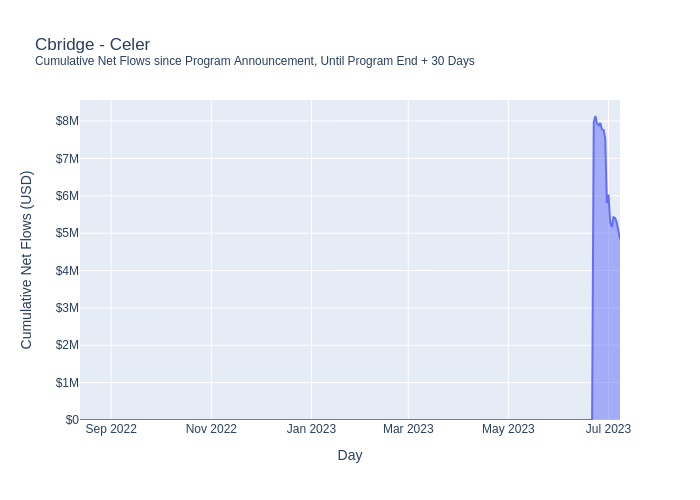 Cbridge - Celer
Cumulative Net Flows since Program Announcement, Until Program End + 30 Days
$8M
$7M
$6M
$5M
$4M
$3M
$2M
$1M
$0
Cumulative Net Flows (USD)
Sep 2022
Nov 2022
Jan 2023
Mar 2023
May 2023
Jul 2023
Day